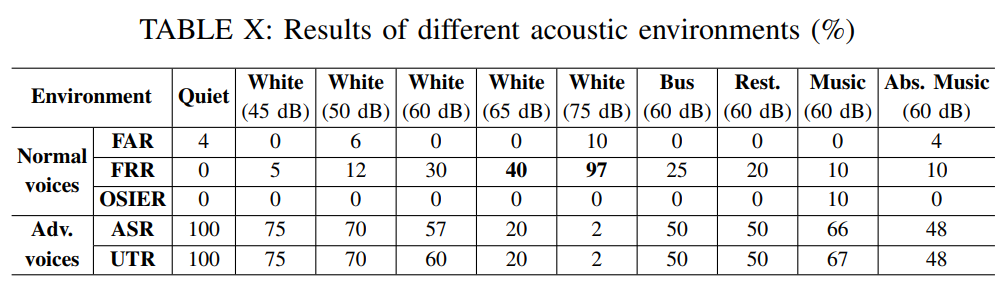 TABLE X: Results of different acoustic environments (%)
Environment Quiet White (45 dB) White (50 dB) White (60 dB) White (65 dB) White (75 dB) Bus (60 dB) Rest. (60 dB) Music (60 dB) Abs. Music (60 dB)
Normal voices FAR 4 0 6 0 0 10 0 0 0 4
FRR 0 5 12 30 40 97 25 20 10 10
OSIER 0 0 0 0 0 0 0 0 10 0
Adv. voices ASR 100 75 70 57 20 2 50 50 66 48
UTR 100 75 70 60 20 2 50 50 67 48